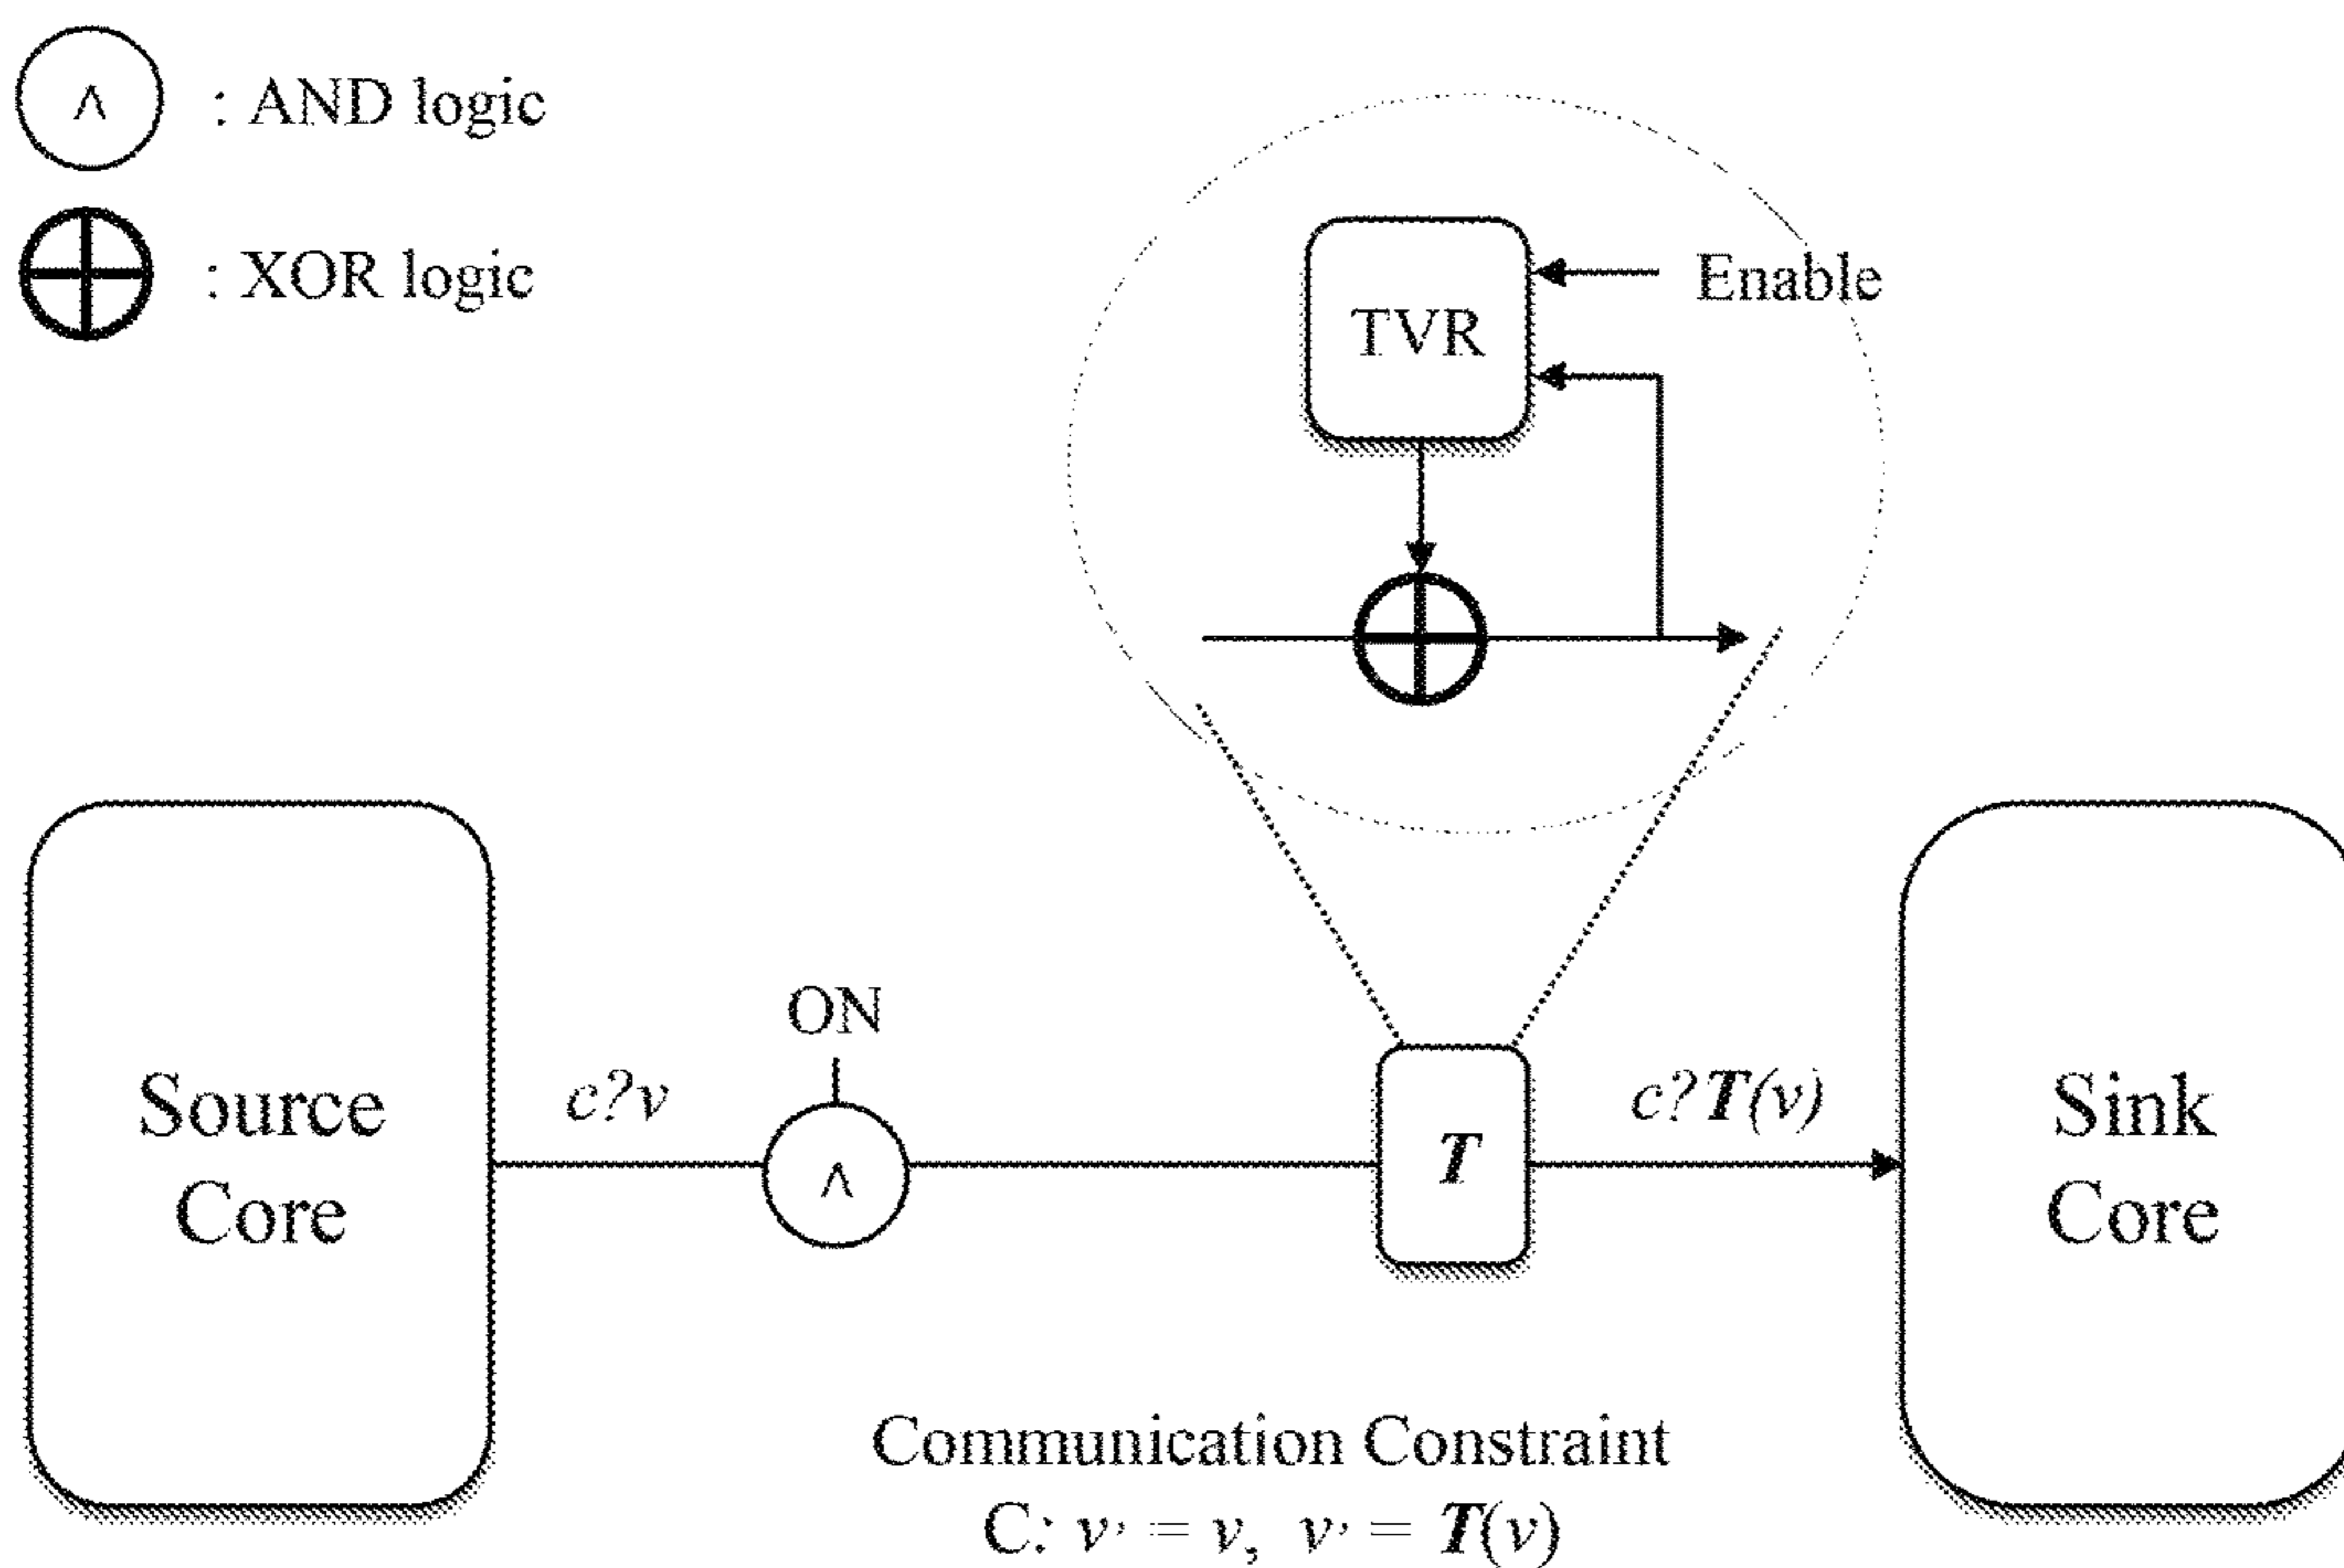 ∧ : AND logic
: XOR logic
Enable
TVR
ON
c?v
c?T(v)
Source
Core
∧
T
Sink
Core
Communication Constraint
C: v' = v, v' = T(v)